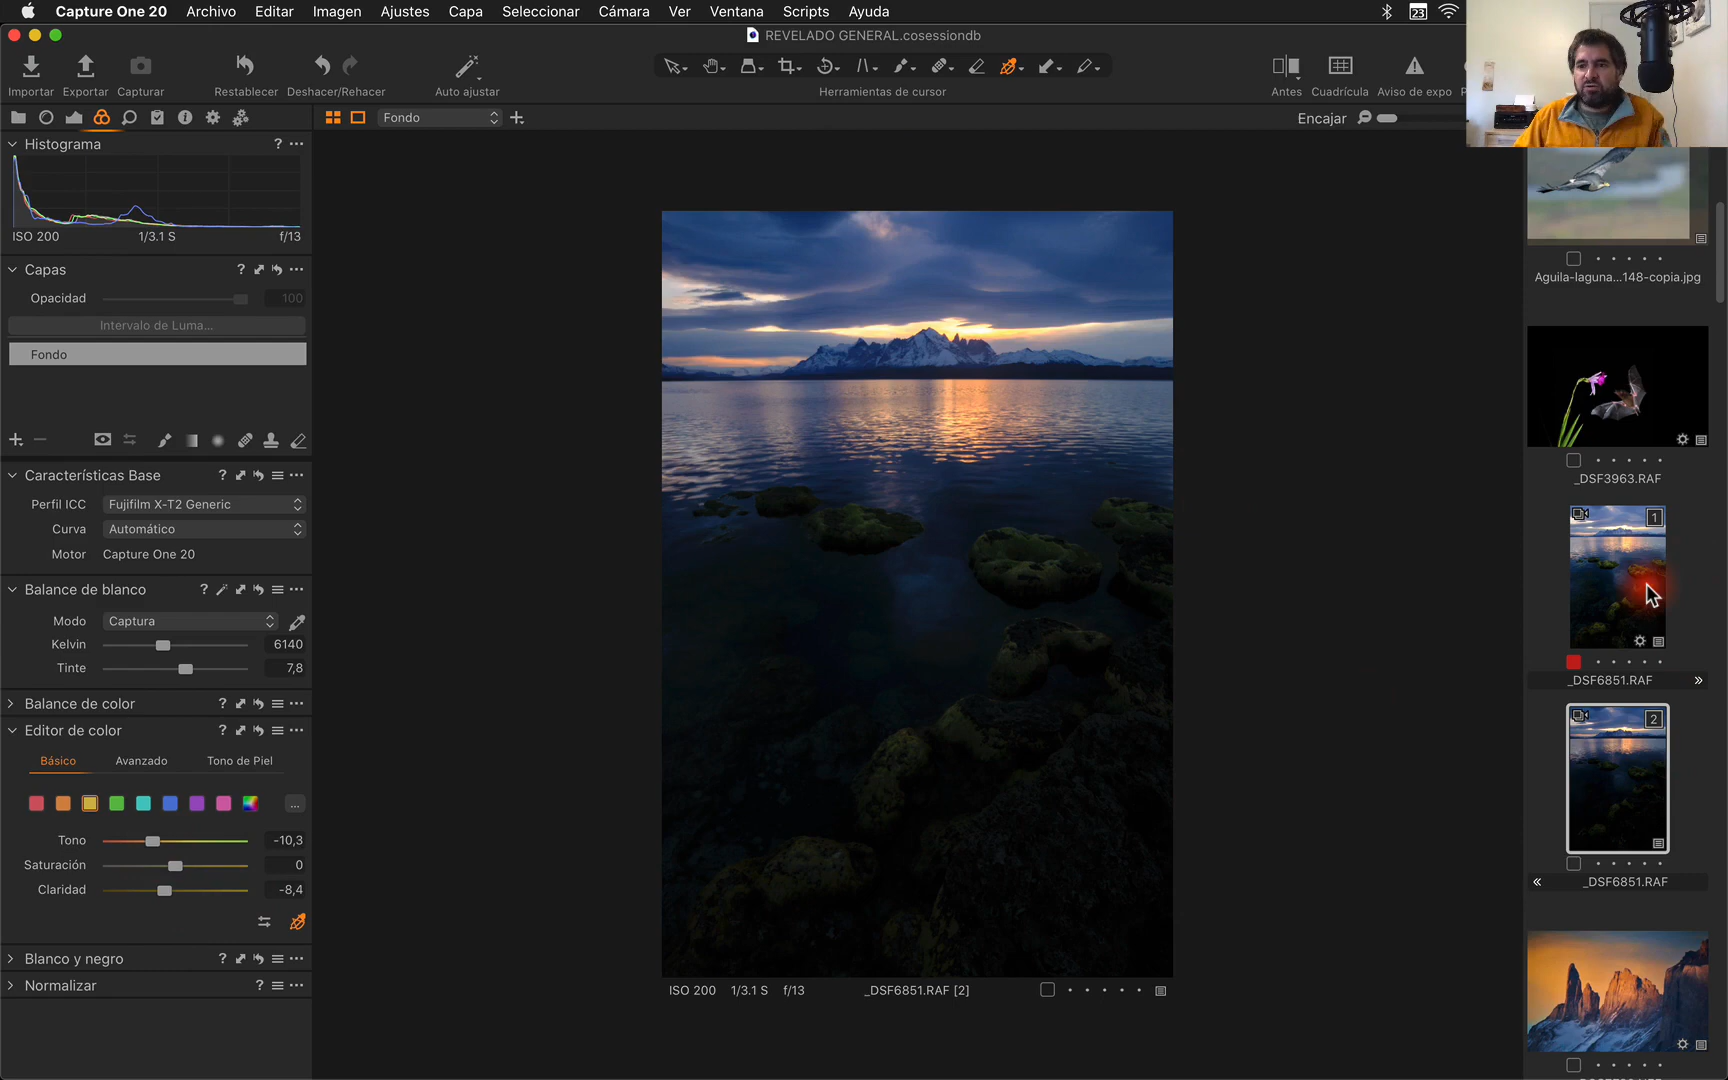 Capture One 20 Archivo Editar Imagen Ajustes Capa Seleccionar Cámara Ver Ventana Scripts Ayuda 23
REVELADO GENERAL.cosessiondb
Importar Exportar Capturar Restablecer Deshacer/Rehacer Auto ajustar Herramientas de cursor Antes Cuadrícula Aviso de expo
Fondo Encajar
Histograma ? ...
ISO 200 1/3.1 S f/13
Capas ? ...
Opacidad 100
Intervalo de Luma...
Fondo
Características Base ? ...
Perfil ICC Fujifilm X-T2 Generic
Curva Automático
Motor Capture One 20
Balance de blanco ? ...
Modo Captura
Kelvin 6140
Tinte 7,8
Balance de color ? ...
Editor de color ? ...
Básico Avanzado Tono de Piel
...
Tono -10,3
Saturación 0
Claridad -8,4
Blanco y negro ? ...
Normalizar ? ...
ISO 200 1/3.1 S f/13 _DSF6851.RAF [2]
Aguila-laguna...148-copia.jpg
_DSF3963.RAF
1
_DSF6851.RAF »
2
« _DSF6851.RAF